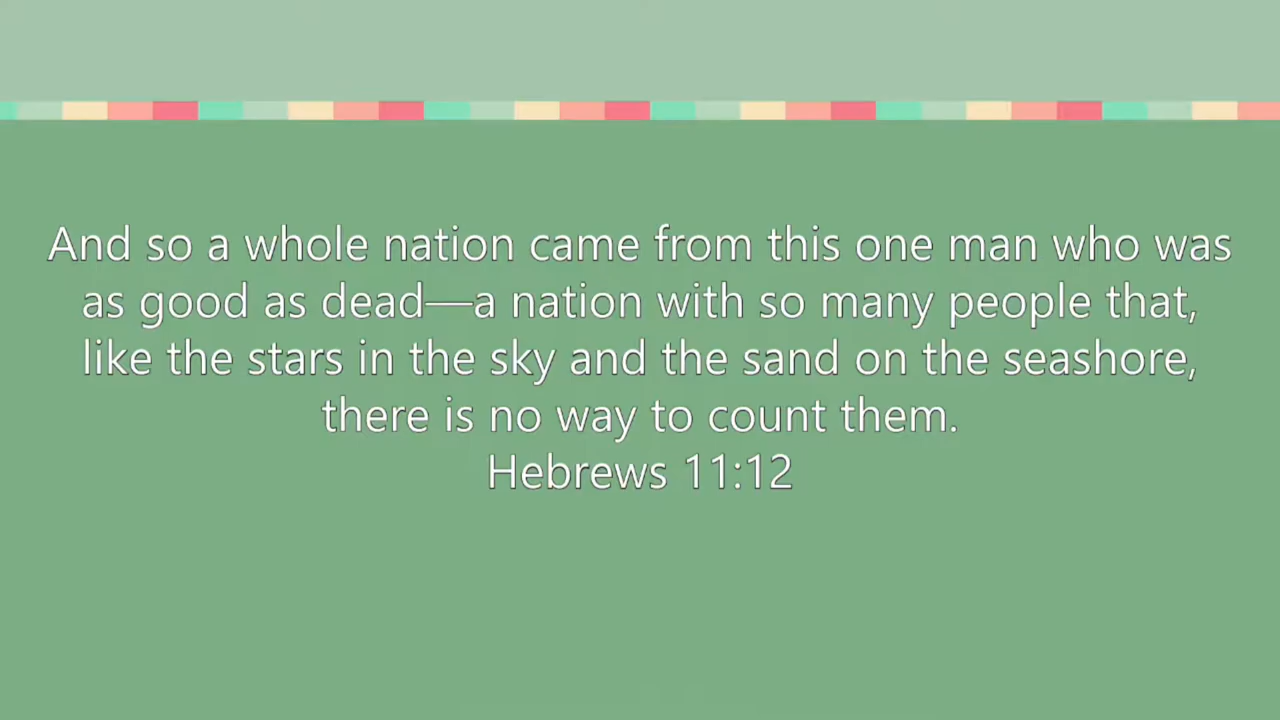 And so a whole nation came from this one man who was
as good as dead—a nation with so many people that,
like the stars in the sky and the sand on the seashore,
there is no way to count them.
Hebrews 11:12